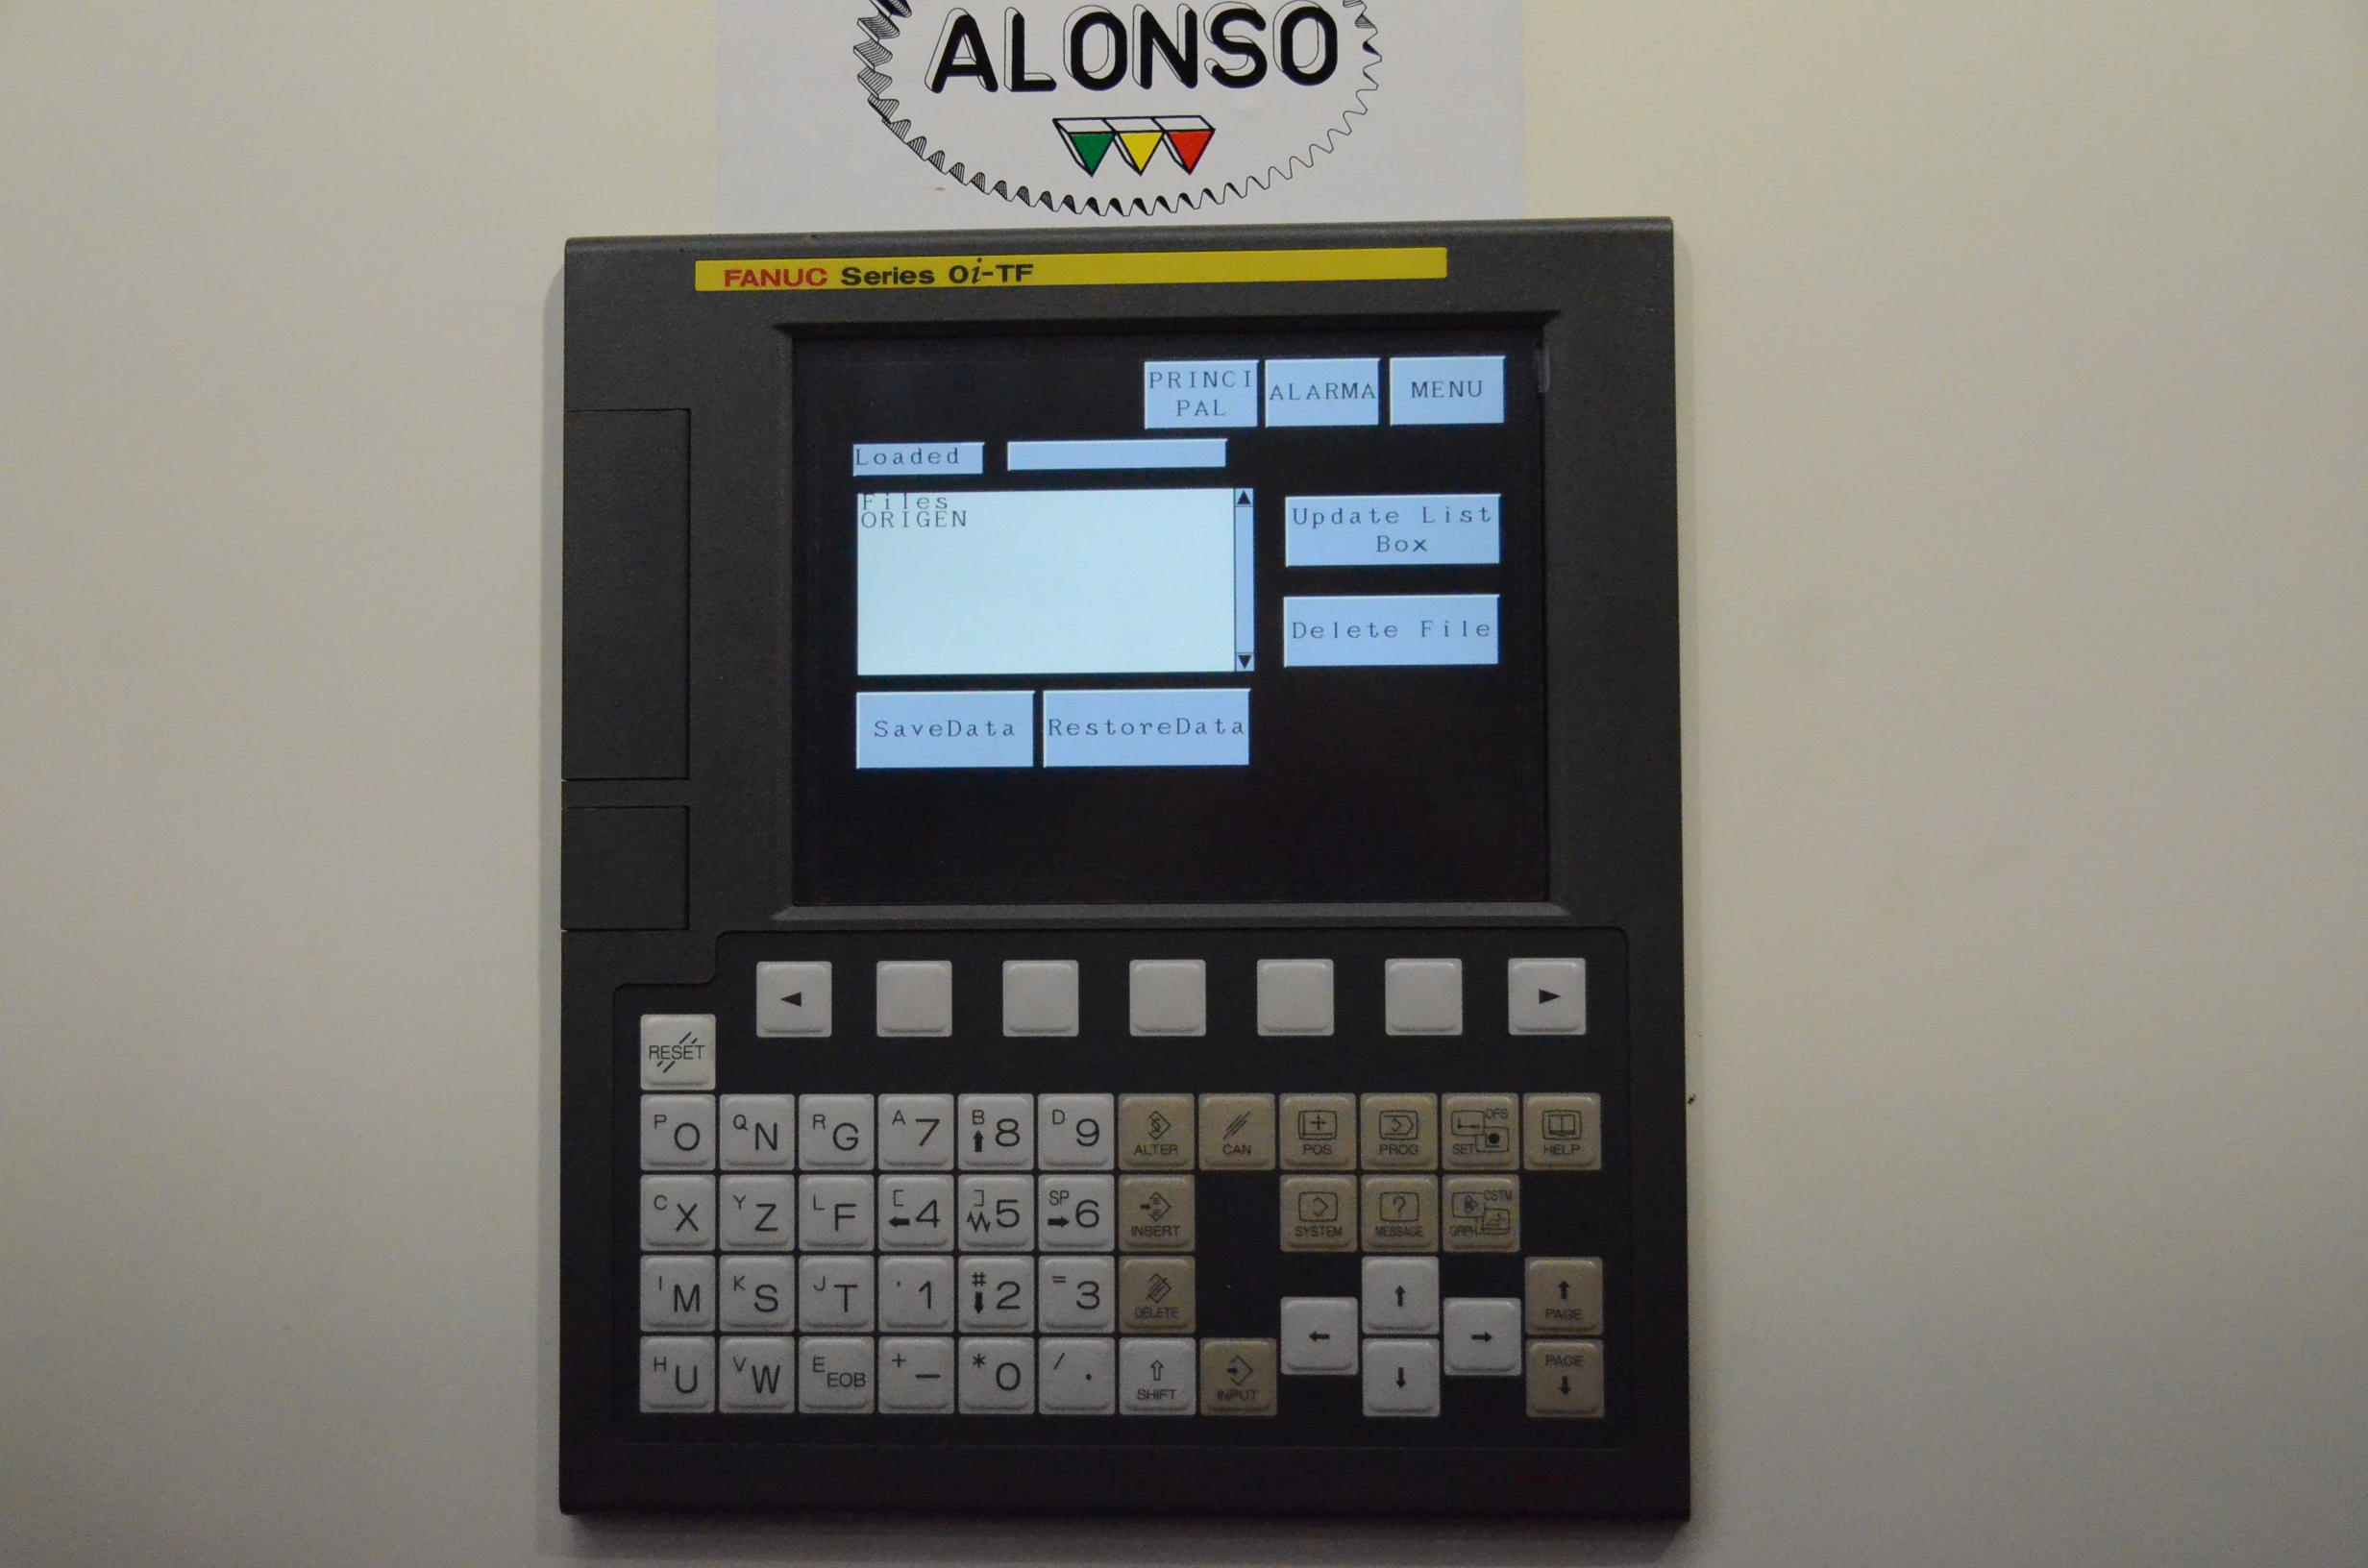 ALONSO
FANUC Series 0i-TF
PRINCI
PAL
ALARMA
MENU
Loaded
Files
ORIGEN
Update List
Box
Delete File
SaveData
RestoreData
RESET
P O
Q N
R G
A 7
B 8
D 9
ALTER
CAN
POS
PROG
OFS
SET
HELP
C X
Y Z
L F
[ 4
] 5
SP 6
INSERT
SYSTEM
? MESSAGE
CSTM
GRPH
I M
K S
J T
' 1
# 2
= 3
DELETE
PAGE
H U
V W
E EOB
+ -
* 0
/ .
SHIFT
INPUT
PAGE